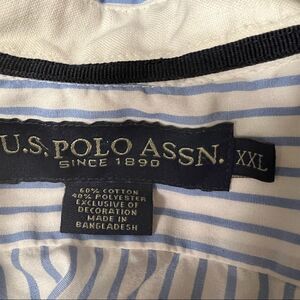 U.S. POLO ASSN.
SINCE 1890
XXL
60% COTTON
40% POLYESTER
EXCLUSIVE OF
DECORATION
MADE IN
BANGLADESH